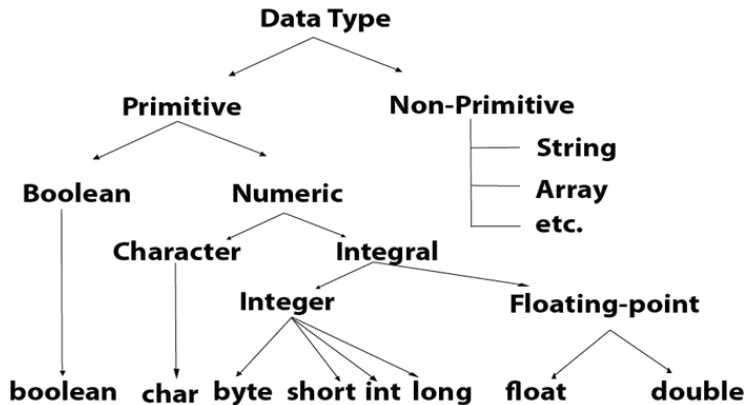 Data Type
Primitive
Non-Primitive
String
Array
etc.
Boolean
Numeric
Character
Integral
Integer
Floating-point
boolean
char
byte
short
int
long
float
double